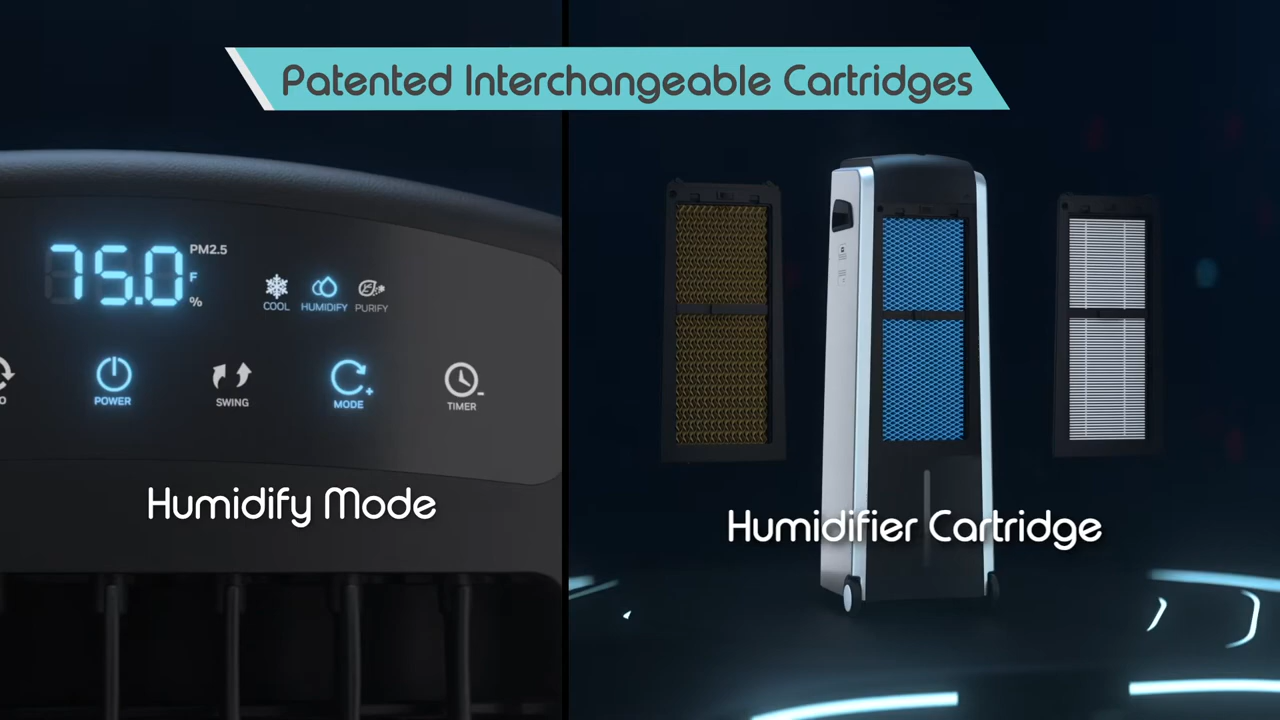 Patented Interchangeable Cartridges
75.0
PM2.5
F
%
COOL
HUMIDIFY
PURIFY
POWER
SWING
MODE
TIMER
Humidify Mode
Humidifier Cartridge